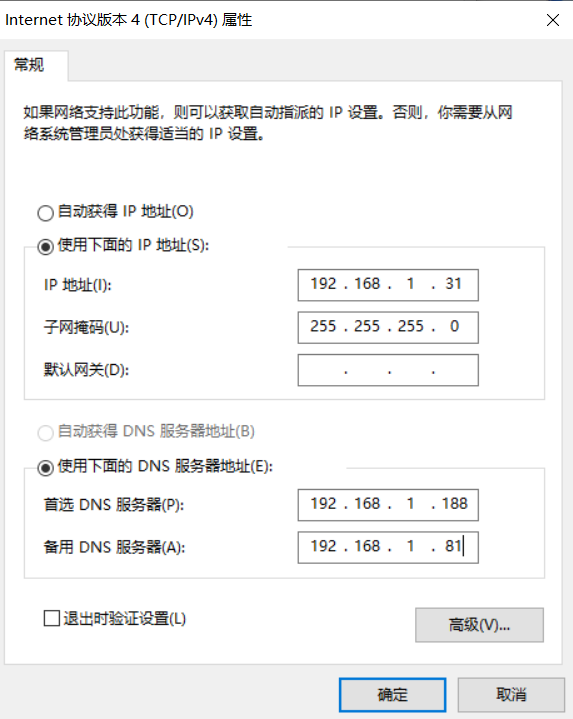 Internet 协议版本 4 (TCP/IPv4) 属性
常规
如果网络支持此功能，则可以获取自动指派的 IP 设置。否则，你需要从网
络系统管理员处获得适当的 IP 设置。
自动获得 IP 地址(O)
使用下面的 IP 地址(S):
IP 地址(I): 192 . 168 . 1 . 31
子网掩码(U): 255 . 255 . 255 . 0
默认网关(D): . . .
自动获得 DNS 服务器地址(B)
使用下面的 DNS 服务器地址(E):
首选 DNS 服务器(P): 192 . 168 . 1 . 188
备用 DNS 服务器(A): 192 . 168 . 1 . 81
退出时验证设置(L)
高级(V)...
确定 取消